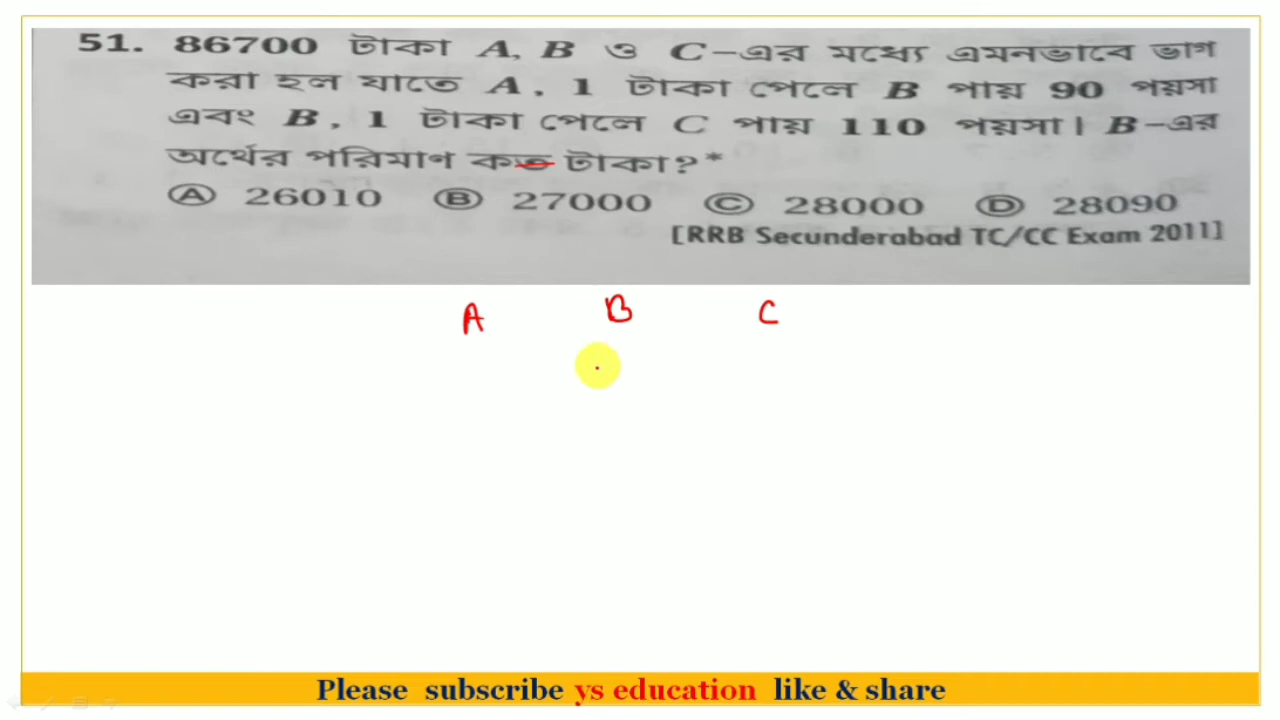 51. 86700 টাকা A, B ও C-এর মধ্যে এমনভাবে ভাগ
করা হল যাতে A, 1 টাকা পেলে B পায় 90 পয়সা
এবং B, 1 টাকা পেলে C পায় 110 পয়সা। B-এর
অর্থের পরিমাণ কত টাকা?*
Ⓐ 26010 Ⓑ 27000 Ⓒ 28000 Ⓓ 28090
[RRB Secunderabad TC/CC Exam 2011]
A B C
Please subscribe ys education like & share